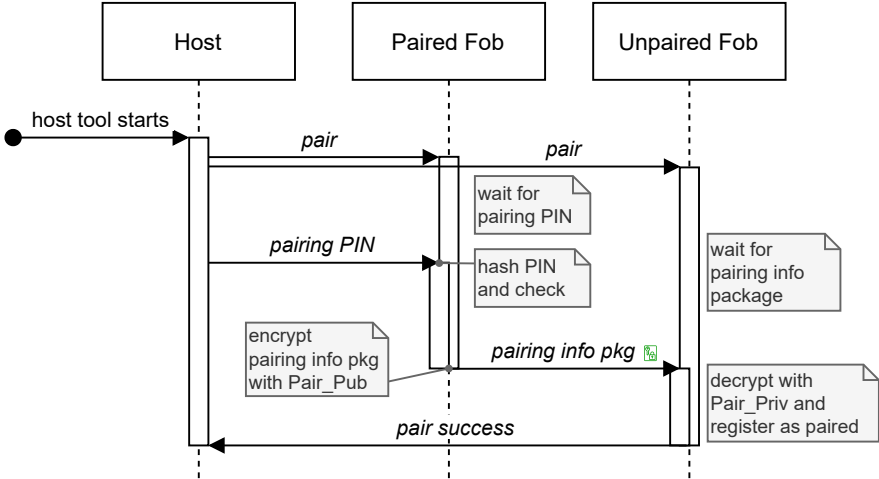 Host
Paired Fob
Unpaired Fob
host tool starts
pair
pair
wait for
pairing PIN
pairing PIN
wait for
pairing info
package
hash PIN
and check
encrypt
pairing info pkg
with Pair_Pub
pairing info pkg
decrypt with
Pair_Priv and
register as paired
pair success